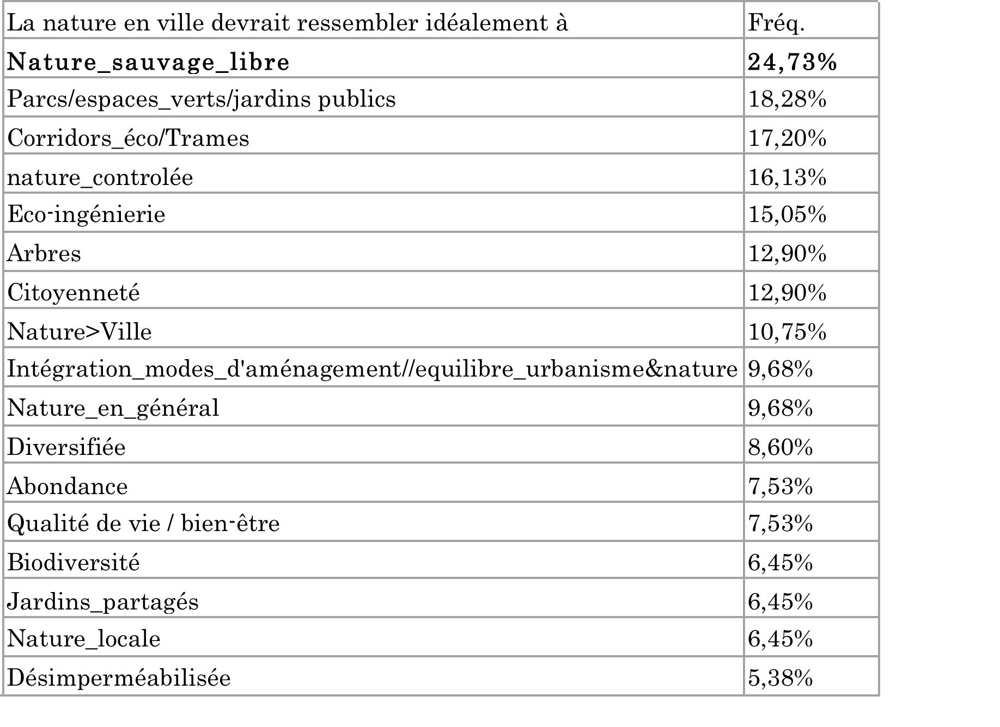 La nature en ville devrait ressembler idéalement à Fréq.
Nature_sauvage_libre 24,73%
Parcs/espaces_verts/jardins publics 18,28%
Corridors_éco/Trames 17,20%
nature_controlée 16,13%
Eco-ingénierie 15,05%
Arbres 12,90%
Citoyenneté 12,90%
Nature>Ville 10,75%
Intégration_modes_d'aménagement//equilibre_urbanisme&nature 9,68%
Nature_en_général 9,68%
Diversifiée 8,60%
Abondance 7,53%
Qualité de vie / bien-être 7,53%
Biodiversité 6,45%
Jardins_partagés 6,45%
Nature_locale 6,45%
Désimperméabilisée 5,38%